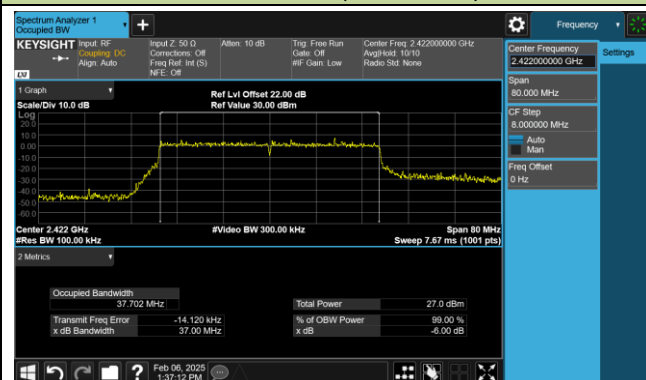 Spectrum Analyzer 1
Occupied BW
Frequency
KEYSIGHT
Input: RF
Coupling: DC
Align: Auto
Input Z: 50 Ω
Corrections: Off
Freq Ref: Int (S)
NFE: Off
Atten: 10 dB
Trig: Free Run
Gate: Off
#IF Gain: Low
Center Freq: 2.422000000 GHz
Avg|Hold: 10/10
Radio Std: None
LXI
Center Frequency
2.422000000 GHz
Settings
Span
80.000 MHz
CF Step
8.000000 MHz
Auto
Man
Freq Offset
0 Hz
1 Graph
Scale/Div 10.0 dB
Ref Lvl Offset 22.00 dB
Ref Value 30.00 dBm
Log
20.0
10.0
0.00
-10.0
-20.0
-30.0
-40.0
-50.0
-60.0
Center 2.422 GHz
#Video BW 300.00 kHz
Span 80 MHz
#Res BW 100.00 kHz
Sweep 7.67 ms (1001 pts)
2 Metrics
Occupied Bandwidth
37.702 MHz
Total Power 27.0 dBm
Transmit Freq Error -14.120 kHz
% of OBW Power 99.00 %
x dB Bandwidth 37.00 MHz
x dB -6.00 dB
Feb 06, 2025
1:37:12 PM